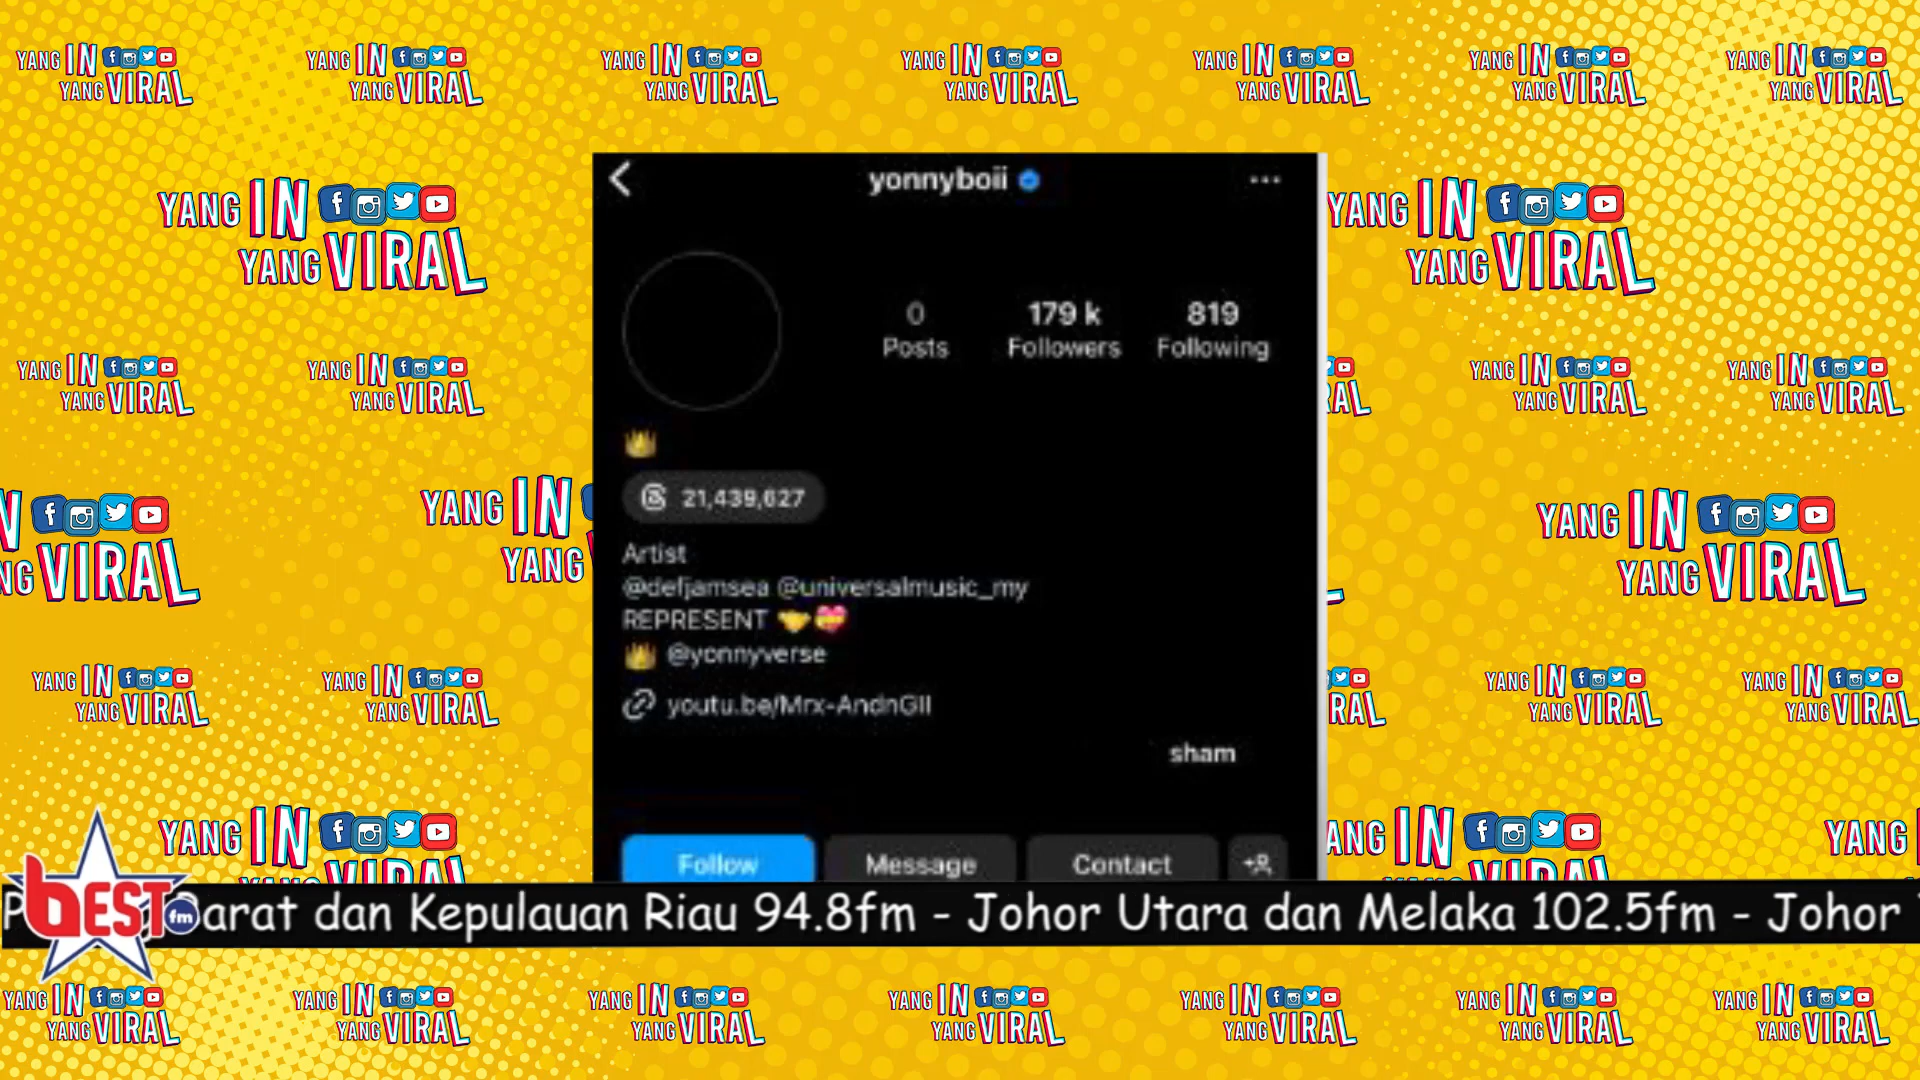 YANG IN YANG VIRAL
yonnyboii
0 179 k 819
Posts Followers Following
21,439,627
Artist
@defjamsea @universalmusic_my
REPRESENT
@yonnyverse
youtu.be/Mrx-AndnGII
sham
Follow Message Contact
BEST fm
arat dan Kepulauan Riau 94.8fm - Johor Utara dan Melaka 102.5fm - Johor